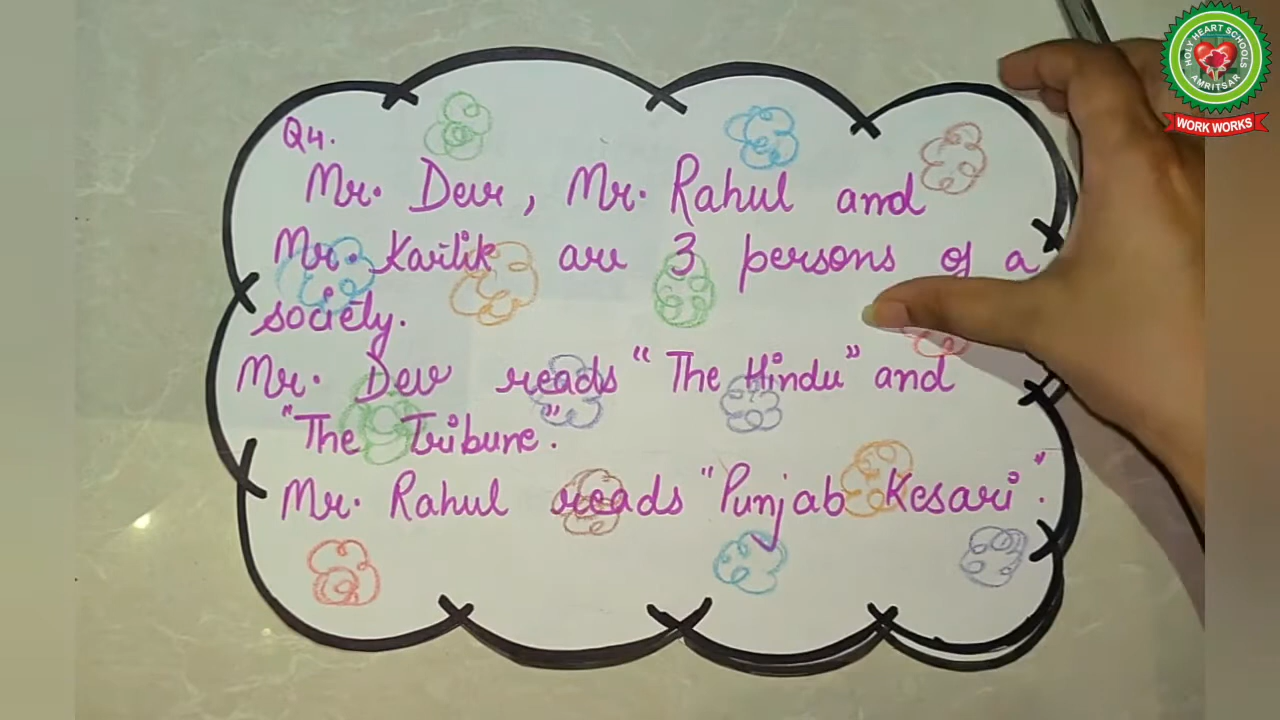 Q4.
Mr. Dev, Mr. Rahul and
Mr. Kartik are 3 persons of a
society.
Mr. Dev reads "The Hindu" and
"The Tribune".
Mr. Rahul reads "Punjab Kesari".
HOLY HEART SCHOOLS
AMRITSAR
WORK WORKS